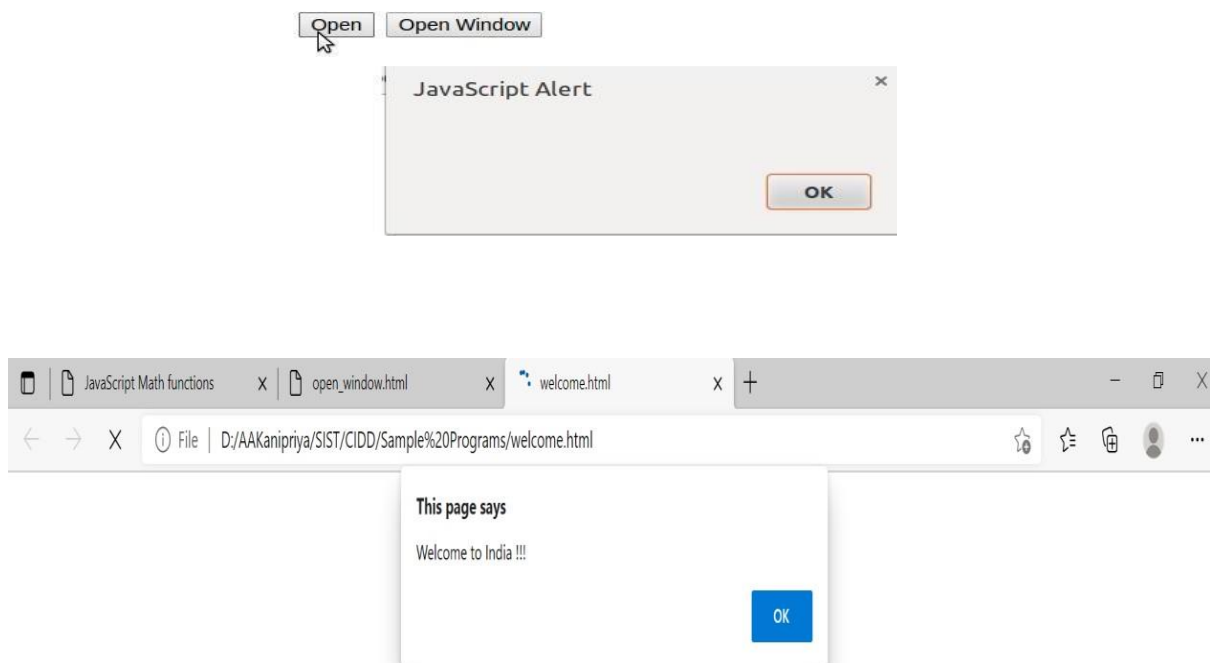 Open Open Window
JavaScript Alert ×
OK
JavaScript Math functions X open_window.html X welcome.html X
File | D:/AAKanipriya/SIST/CIDD/Sample%20Programs/welcome.html
This page says
Welcome to India !!!
OK